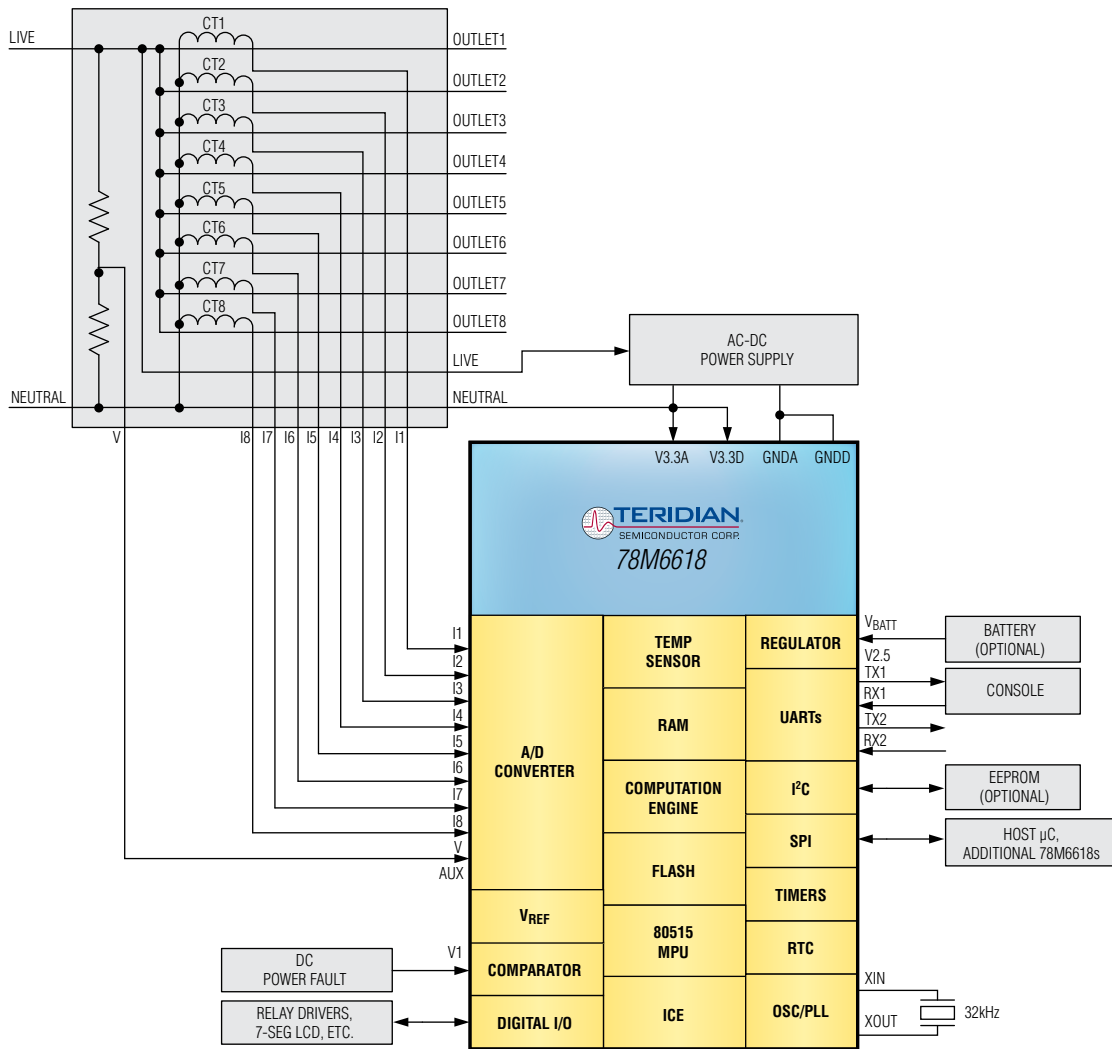 LIVE
CT1
OUTLET1
CT2
OUTLET2
CT3
OUTLET3
CT4
OUTLET4
CT5
OUTLET5
CT6
OUTLET6
CT7
OUTLET7
CT8
OUTLET8
LIVE
AC-DC
POWER SUPPLY
NEUTRAL
NEUTRAL
V
I8
I7
I6
I5
I4
I3
I2
I1
V3.3A
V3.3D
GNDA
GNDD
TERIDIAN
SEMICONDUCTOR CORP.
78M6618
I1
I2
I3
I4
I5
I6
I7
I8
V
AUX
A/D
CONVERTER
VREF
V1
COMPARATOR
DIGITAL I/O
DC
POWER FAULT
RELAY DRIVERS,
7-SEG LCD, ETC.
TEMP
SENSOR
RAM
COMPUTATION
ENGINE
FLASH
80515
MPU
ICE
REGULATOR
UARTs
I²C
SPI
TIMERS
RTC
OSC/PLL
VBATT
V2.5
TX1
RX1
TX2
RX2
BATTERY
(OPTIONAL)
CONSOLE
EEPROM
(OPTIONAL)
HOST µC,
ADDITIONAL 78M6618s
XIN
XOUT
32kHz